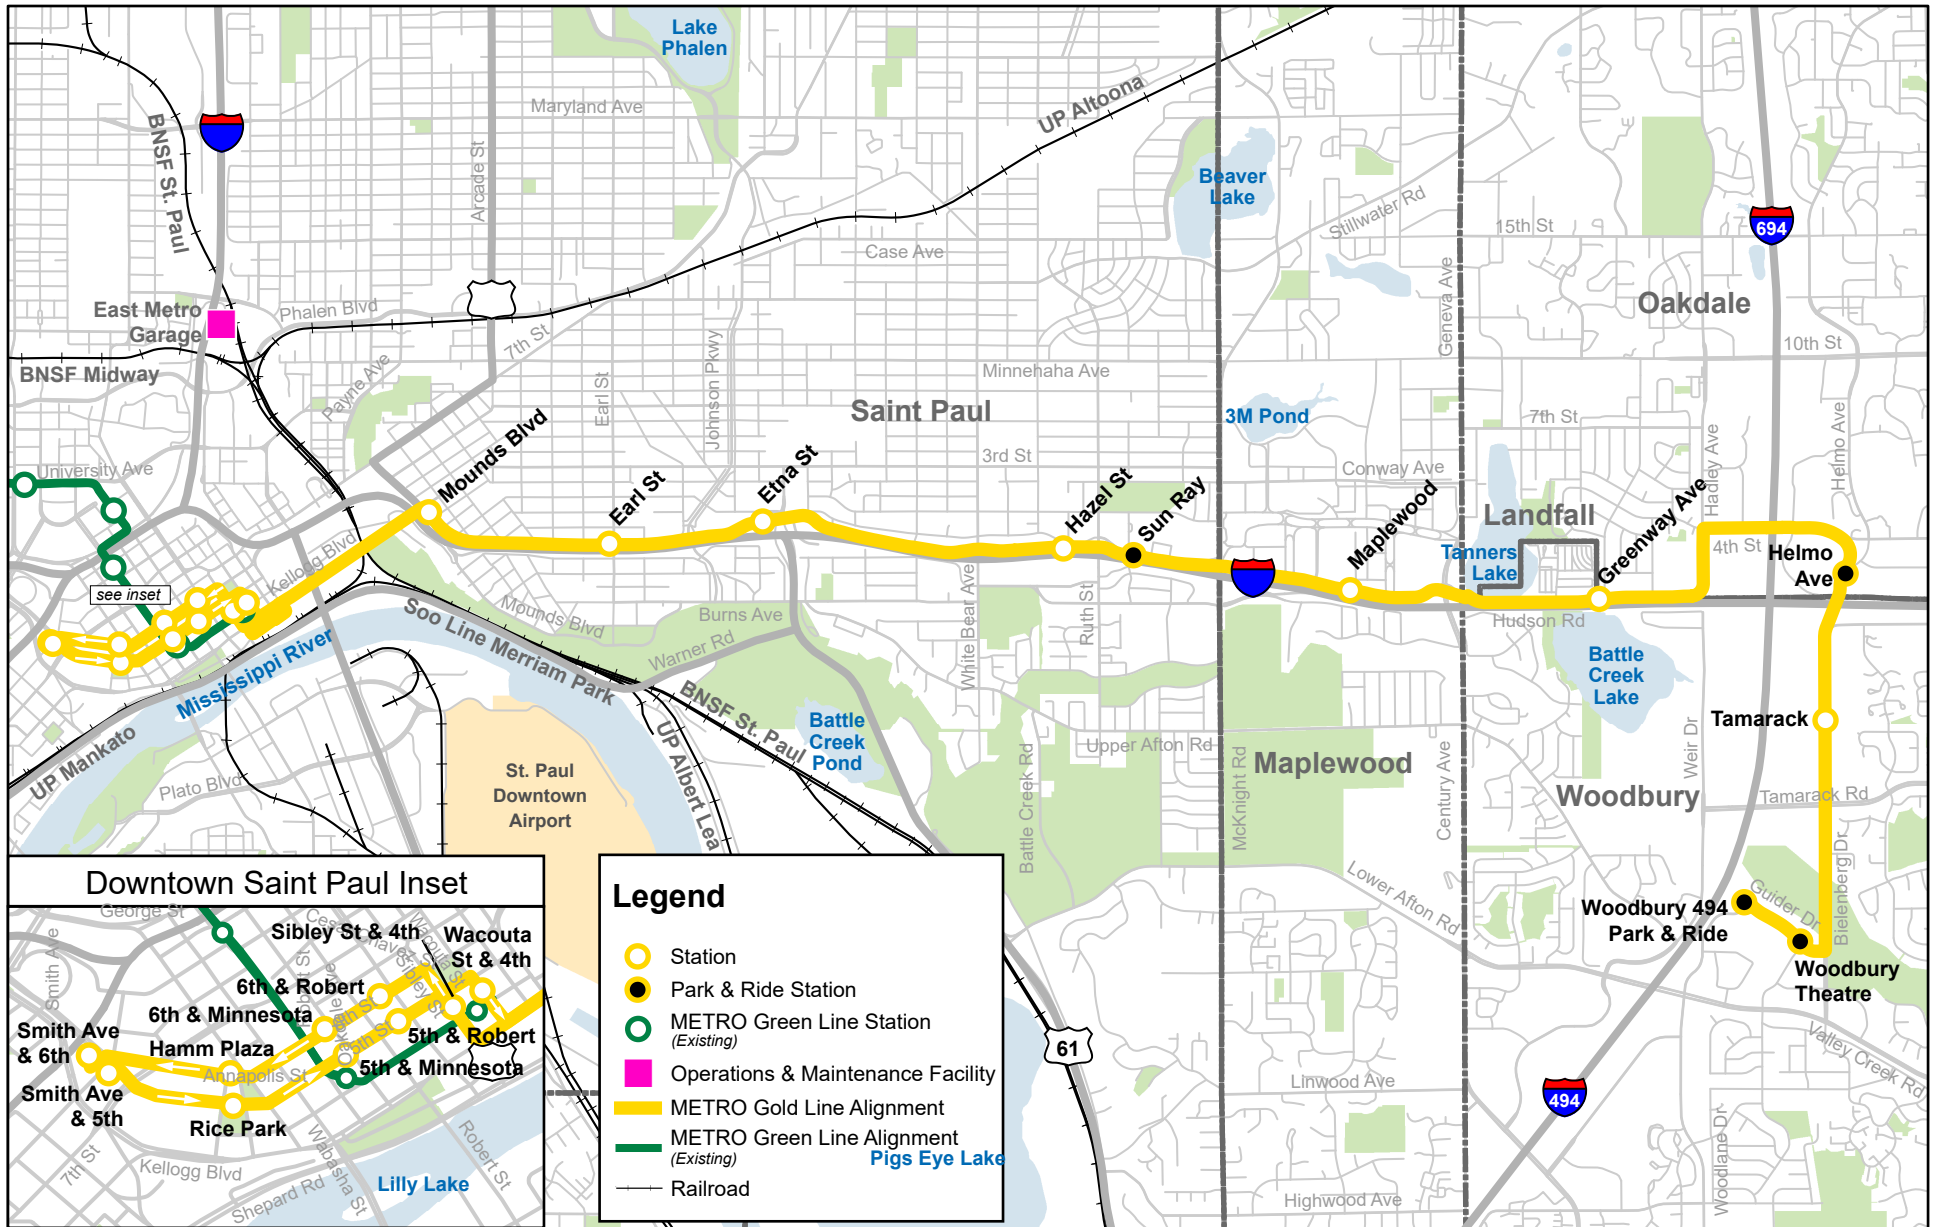 Lake
Phalen
Maryland Ave
UP Altoona
BNSF St. Paul
Arcade St
Beaver
Lake
Stillwater Rd
15th St
694
Case Ave
Geneva Ave
Oakdale
East Metro
Garage
Phalen Blvd
7th St
10th St
BNSF Midway
Payne Ave
Earl St
Johnson Pkwy
Minnehaha Ave
Saint Paul
3M Pond
7th St
Hadley Ave
Helmo Ave
University Ave
Mounds Blvd
Earl St
Etna St
3rd St
Hazel St
Sun Ray
Conway Ave
Maplewood
Landfall
Greenway Ave
4th St
Helmo
Ave
Tanners
Lake
see inset
Kellogg Blvd
Mounds Blvd
Burns Ave
Warner Rd
White Bear Ave
Ruth St
Hudson Rd
Battle
Creek
Lake
Mississippi River
Soo Line Merriam Park
BNSF St. Paul
UP Albert Lea
Battle
Creek
Pond
Battle Creek Rd
Upper Afton Rd
McKnight Rd
Maplewood
Century Ave
Woodbury
Weir Dr
Tamarack
Tamarack Rd
UP Mankato
Plato Blvd
St. Paul
Downtown
Airport
Lower Afton Rd
Guider Dr
Bielenberg Dr
Woodbury 494
Park & Ride
Woodbury
Theatre
Valley Creek Rd
61
494
Linwood Ave
Highwood Ave
Woodlane Dr
Downtown Saint Paul Inset
George St
Smith Ave
Sibley St & 4th
Wacouta
St & 4th
Wacouta St
Sibley St
6th & Robert
6th & Minnesota
6th St
5th St
Smith Ave
& 6th
Hamm Plaza
5th & Robert
Annapolis St
5th & Minnesota
Smith Ave
& 5th
Rice Park
7th St
Kellogg Blvd
Shepard Rd
Wabasha St
Robert St
Lilly Lake
Legend
Station
Park & Ride Station
METRO Green Line Station
(Existing)
Operations & Maintenance Facility
METRO Gold Line Alignment
METRO Green Line Alignment
(Existing)
Pigs Eye Lake
Railroad